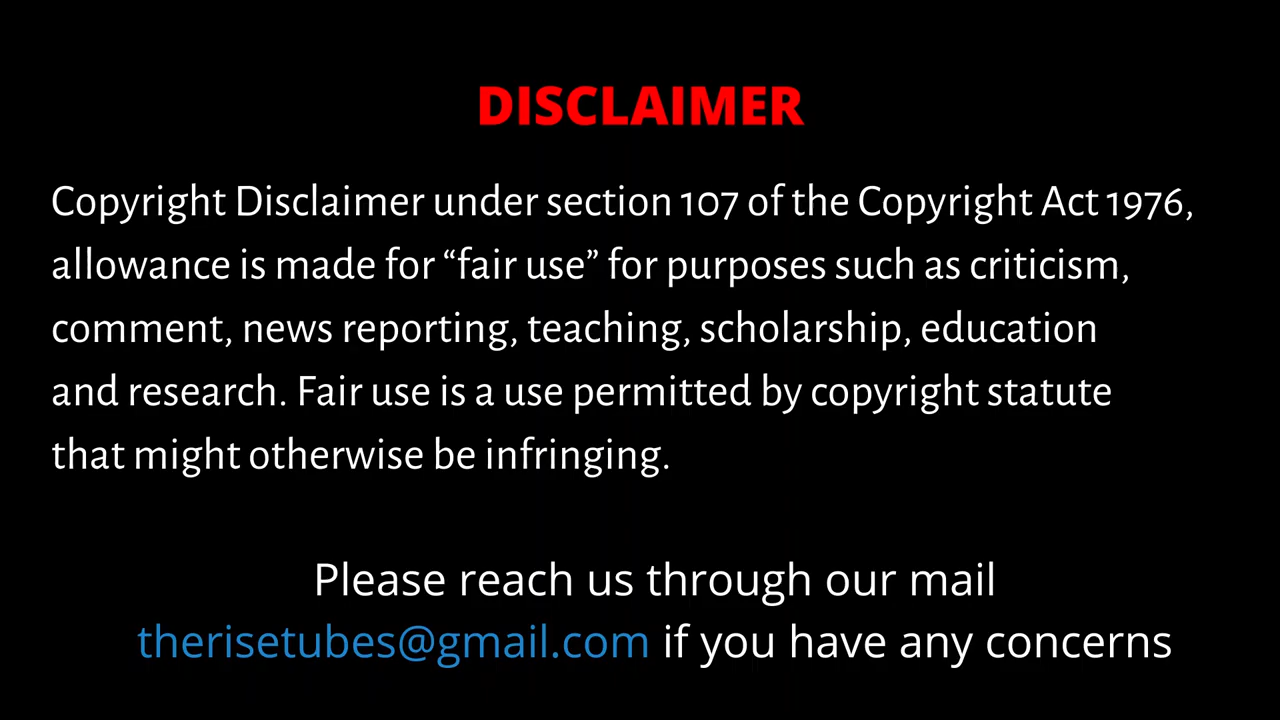 DISCLAIMER
Copyright Disclaimer under section 107 of the Copyright Act 1976,
allowance is made for “fair use” for purposes such as criticism,
comment, news reporting, teaching, scholarship, education
and research. Fair use is a use permitted by copyright statute
that might otherwise be infringing.
Please reach us through our mail
therisetubes@gmail.com if you have any concerns